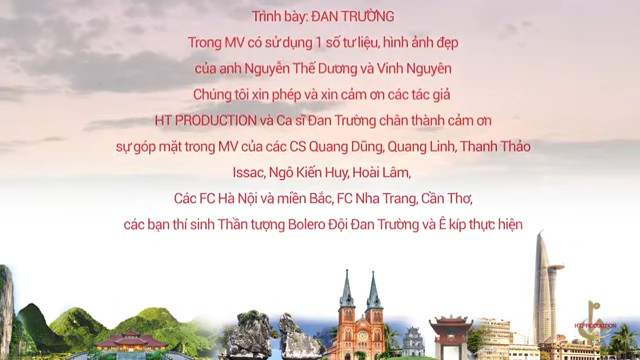 Trình bày: ĐAN TRƯỜNG
Trong MV có sử dụng 1 số tư liệu, hình ảnh đẹp
của anh Nguyễn Thế Dương và Vinh Nguyên
Chúng tôi xin phép và xin cảm ơn các tác giả
HT PRODUCTION và Ca sĩ Đan Trường chân thành cảm ơn
sự góp mặt trong MV của các CS Quang Dũng, Quang Linh, Thanh Thảo
Issac, Ngô Kiến Huy, Hoài Lâm,
Các FC Hà Nội và miền Bắc, FC Nha Trang, Cần Thơ,
các bạn thí sinh Thần tượng Bolero Đội Đan Trường và Ê kíp thực hiện
HT PRODUCTION